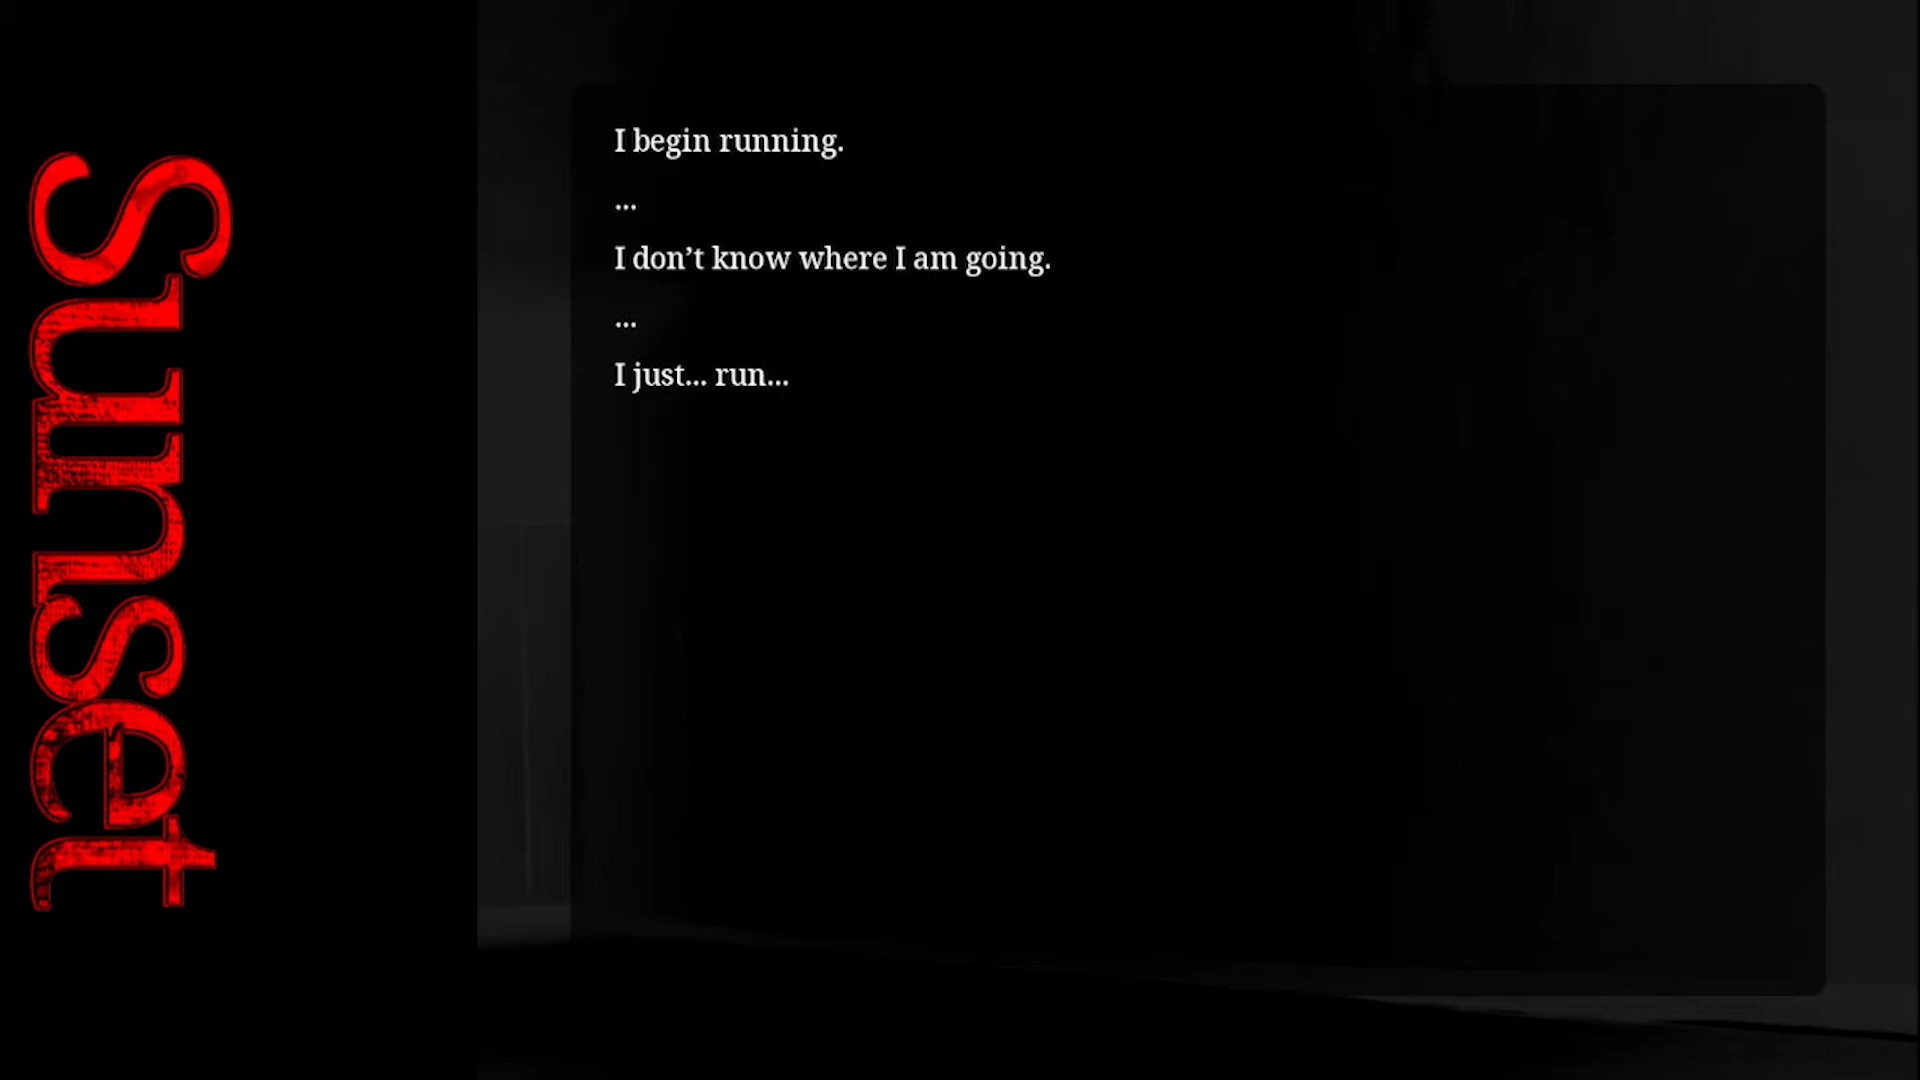 Sunset
I begin running.
...
I don’t know where I am going.
...
I just... run...